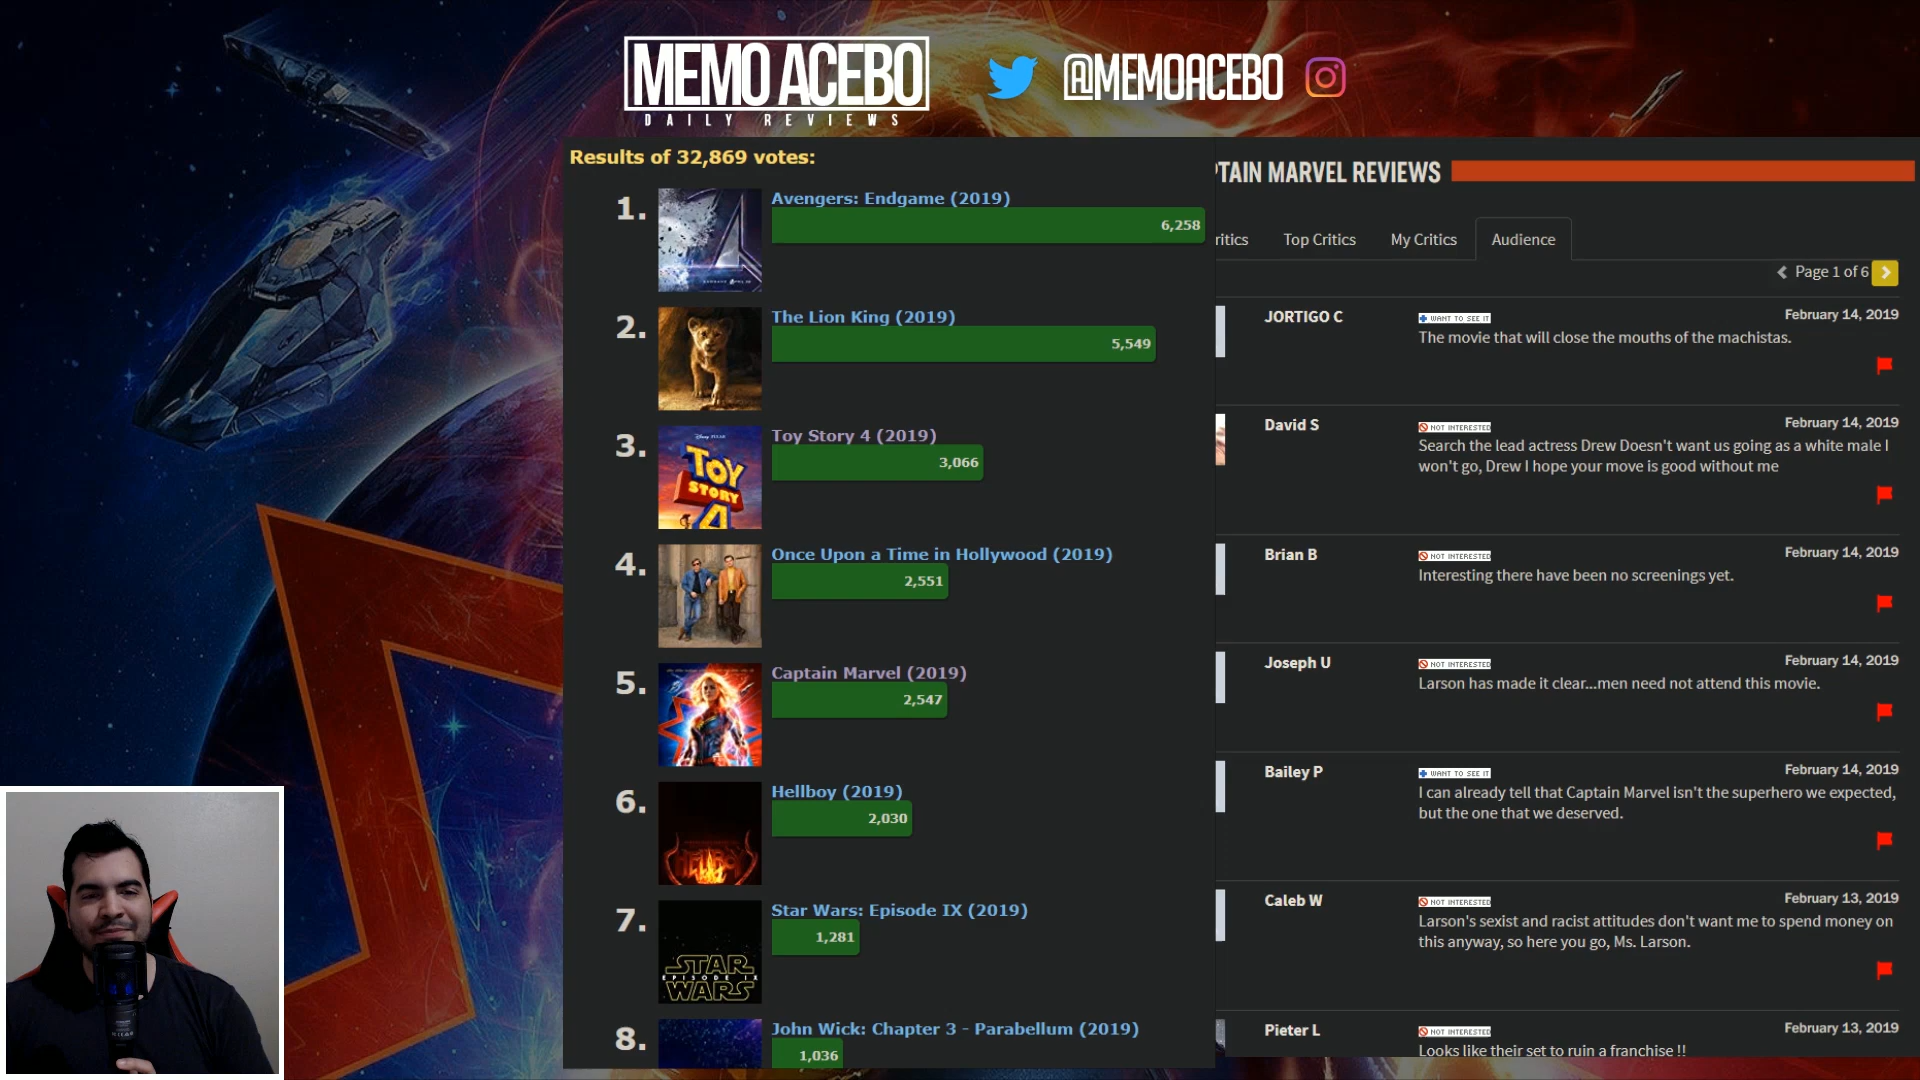 MEMO ACEBO
DAILY REVIEWS
@MEMOACEBO
Results of 32,869 votes:
1.
Avengers: Endgame (2019)
6,258
2.
The Lion King (2019)
5,549
3.
Toy Story 4 (2019)
3,066
TOY
STORY
4
4.
Once Upon a Time in Hollywood (2019)
2,551
5.
Captain Marvel (2019)
2,547
6.
Hellboy (2019)
2,030
HELLBOY
7.
Star Wars: Episode IX (2019)
1,281
STAR
EPISODE IX
WARS
8.
John Wick: Chapter 3 - Parabellum (2019)
1,036
PTAIN MARVEL REVIEWS
ritics Top Critics My Critics Audience
Page 1 of 6
JORTIGO C
WANT TO SEE IT
February 14, 2019
The movie that will close the mouths of the machistas.
David S
NOT INTERESTED
February 14, 2019
Search the lead actress Drew Doesn't want us going as a white male I
won't go, Drew I hope your move is good without me
Brian B
NOT INTERESTED
February 14, 2019
Interesting there have been no screenings yet.
Joseph U
NOT INTERESTED
February 14, 2019
Larson has made it clear...men need not attend this movie.
Bailey P
WANT TO SEE IT
February 14, 2019
I can already tell that Captain Marvel isn't the superhero we expected,
but the one that we deserved.
Caleb W
NOT INTERESTED
February 13, 2019
Larson's sexist and racist attitudes don't want me to spend money on
this anyway, so here you go, Ms. Larson.
Pieter L
NOT INTERESTED
February 13, 2019
Looks like their set to ruin a franchise !!